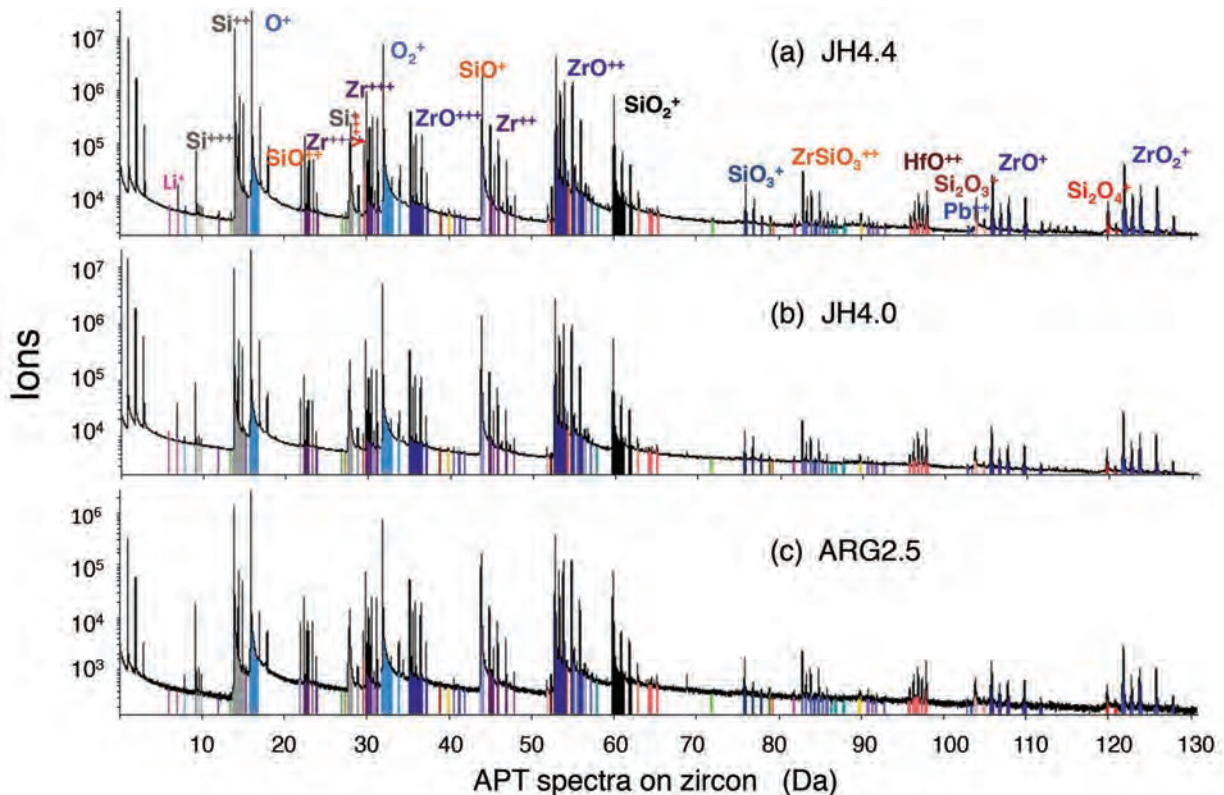 (a) JH4.4
Si⁺⁺ O⁺
O₂⁺
SiO⁺ ZrO⁺⁺
Zr⁺⁺⁺
SiO₂⁺
Si⁺ Y⁺⁺⁺ ZrO⁺⁺⁺
Si⁺⁺⁺ Zr⁺⁺⁺⁺ Zr⁺⁺
SiO⁺⁺
ZrSiO₃⁺⁺ HfO⁺⁺ ZrO⁺ ZrO₂⁺
SiO₃⁺
Li⁺ Si₂O₃⁺ Si₂O₄⁺
Pb⁺⁺
10⁷
10⁶
10⁵
10⁴
(b) JH4.0
10⁷
10⁶
10⁵
10⁴
Ions
(c) ARG2.5
10⁶
10⁵
10⁴
10³
10 20 30 40 50 60 70 80 90 100 110 120 130
APT spectra on zircon (Da)